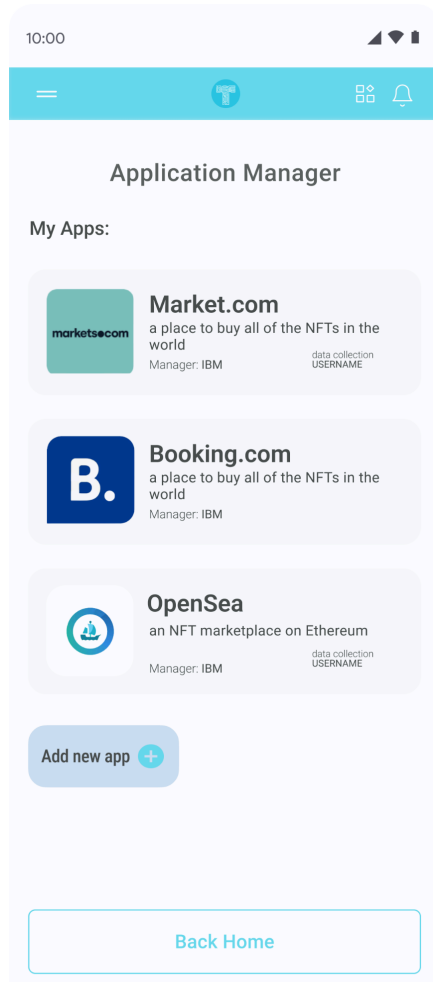 10:00
Application Manager
My Apps:
markets●com
Market.com
a place to buy all of the NFTs in the
world
Manager: IBM
data collection
USERNAME
B.
Booking.com
a place to buy all of the NFTs in the
world
Manager: IBM
OpenSea
an NFT marketplace on Ethereum
Manager: IBM
data collection
USERNAME
Add new app +
Back Home